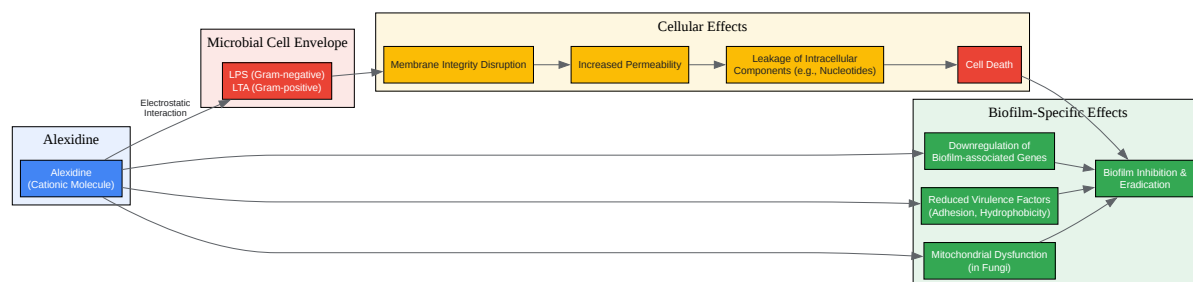 Cellular Effects
Microbial Cell Envelope
LPS (Gram-negative)
LTA (Gram-positive)
Membrane Integrity Disruption
Increased Permeability
Leakage of Intracellular
Components (e.g., Nucleotides)
Cell Death
Electrostatic
Interaction
Alexidine
Alexidine
(Cationic Molecule)
Biofilm-Specific Effects
Downregulation of
Biofilm-associated Genes
Biofilm Inhibition &
Eradication
Reduced Virulence Factors
(Adhesion, Hydrophobicity)
Mitochondrial Dysfunction
(in Fungi)